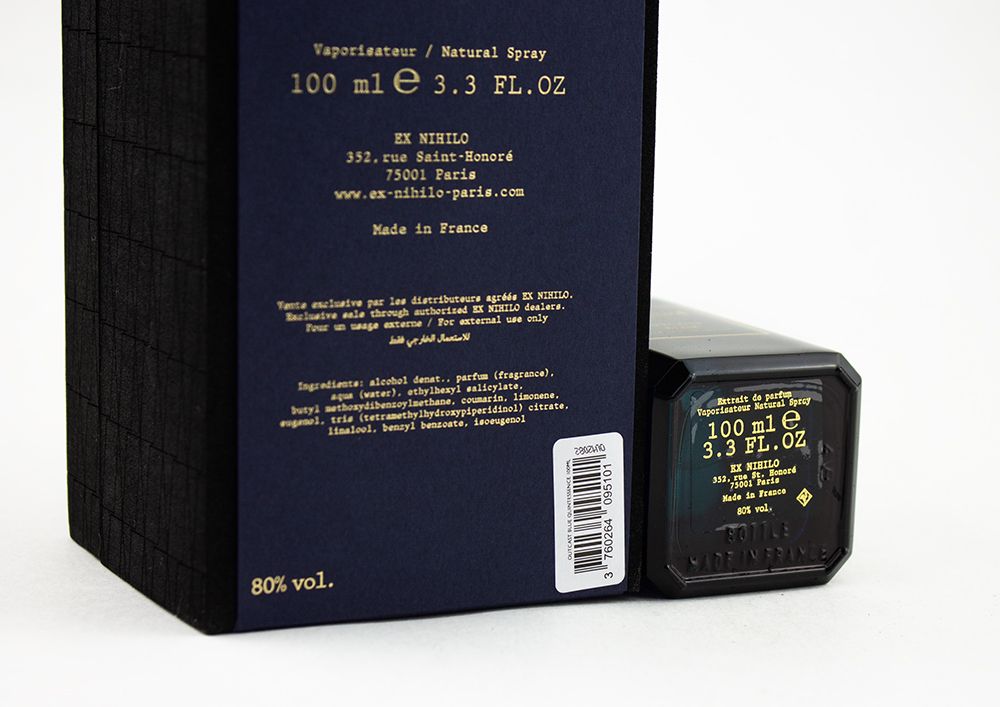 Vaporisateur / Natural Spray
100 ml ℮ 3.3 FL.OZ
EX NIHILO
352, rue Saint-Honoré
75001 Paris
www.ex-nihilo-paris.com
Made in France
Vente exclusive par les distributeurs agréés EX NIHILO.
Exclusive sale through authorized EX NIHILO dealers.
Pour un usage externe / For external use only
للاستعمال الخارجي فقط
Ingredients: alcohol denat., parfum (fragrance),
aqua (water), ethylhexyl salicylate,
butyl methoxydibenzoylmethane, coumarin, limonene,
eugenol, tris (tetramethylhydroxypiperidinol) citrate,
linalool, benzyl benzoate, isoeugenol
80% vol.
OUTCAST BLUE QUINTESSENCE 100ML
3 760264 095101
Extrait de parfum
Vaporisateur Natural Spray
100 ml ℮
3.3 FL.OZ
EX NIHILO
352, rue St. Honoré
75001 Paris
Made in France
80% vol.
BOTTLE
MADE IN FRANCE